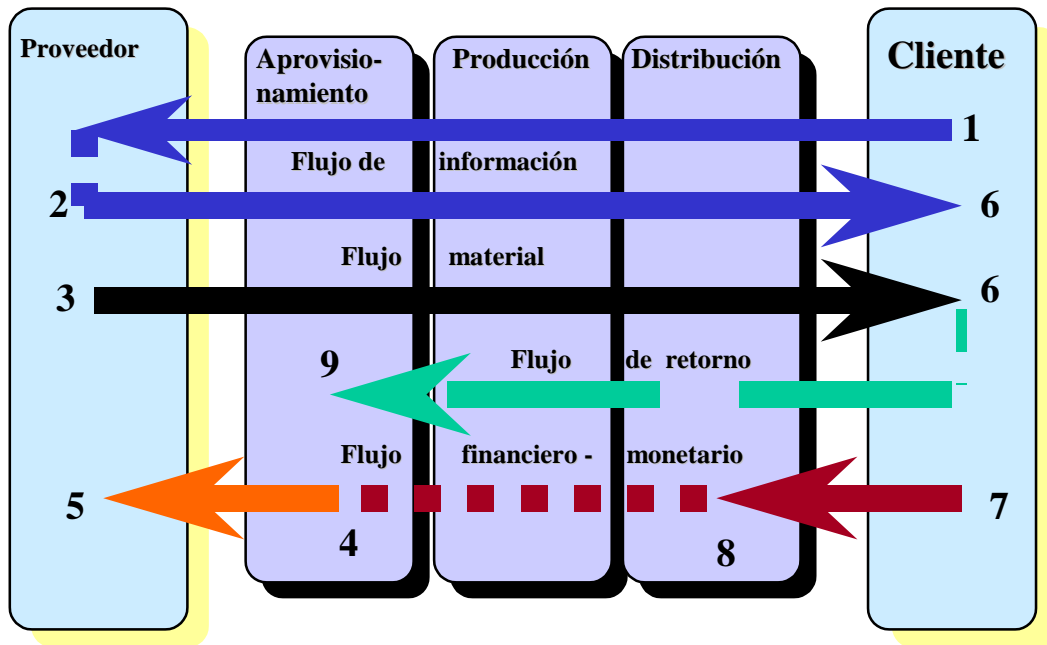 Proveedor
Aprovisio-
namiento
Producción
Distribución
Cliente
1
Flujo de información
2
6
Flujo material
3
6
9
Flujo de retorno
Flujo financiero - monetario
5
7
4
8